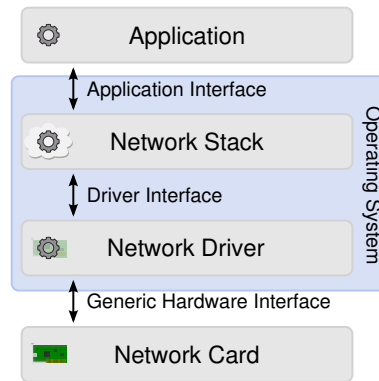 Application
Application Interface
Network Stack
Driver Interface
Network Driver
Generic Hardware Interface
Network Card
Operating System